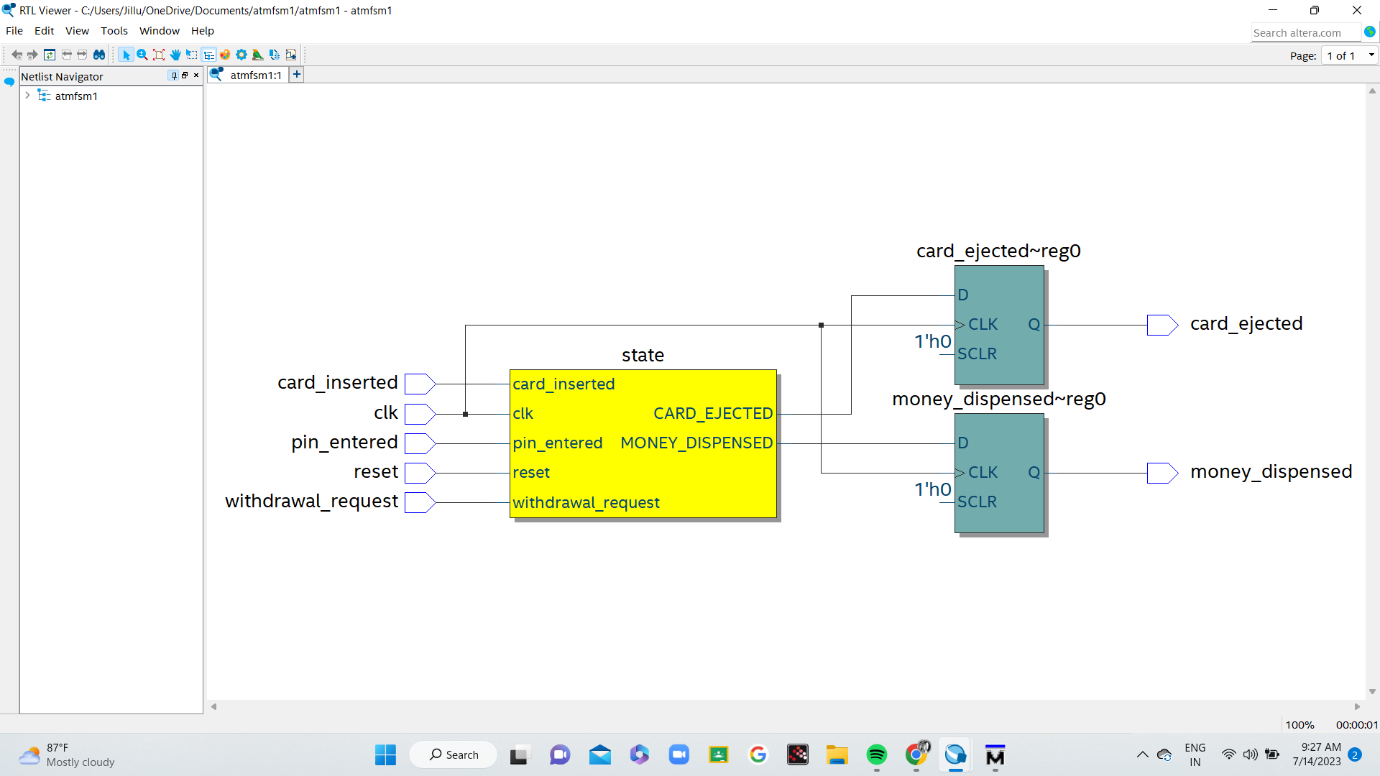 RTL Viewer - C:/Users/Jillu/OneDrive/Documents/atmfsm1/atmfsm1 - atmfsm1
File Edit View Tools Window Help
Search altera.com
Page: 1 of 1
Netlist Navigator
atmfsm1:1
atmfsm1
card_ejected~reg0
D
CLK Q
1'h0
SCLR
card_ejected
state
money_dispensed~reg0
D
CLK Q
1'h0
SCLR
money_dispensed
card_inserted
clk
pin_entered
reset
withdrawal_request
card_inserted
clk CARD_EJECTED
pin_entered MONEY_DISPENSED
reset
withdrawal_request
100% 00:00:01
87°F
Mostly cloudy
Search
ENG
IN
9:27 AM
7/14/2023
2